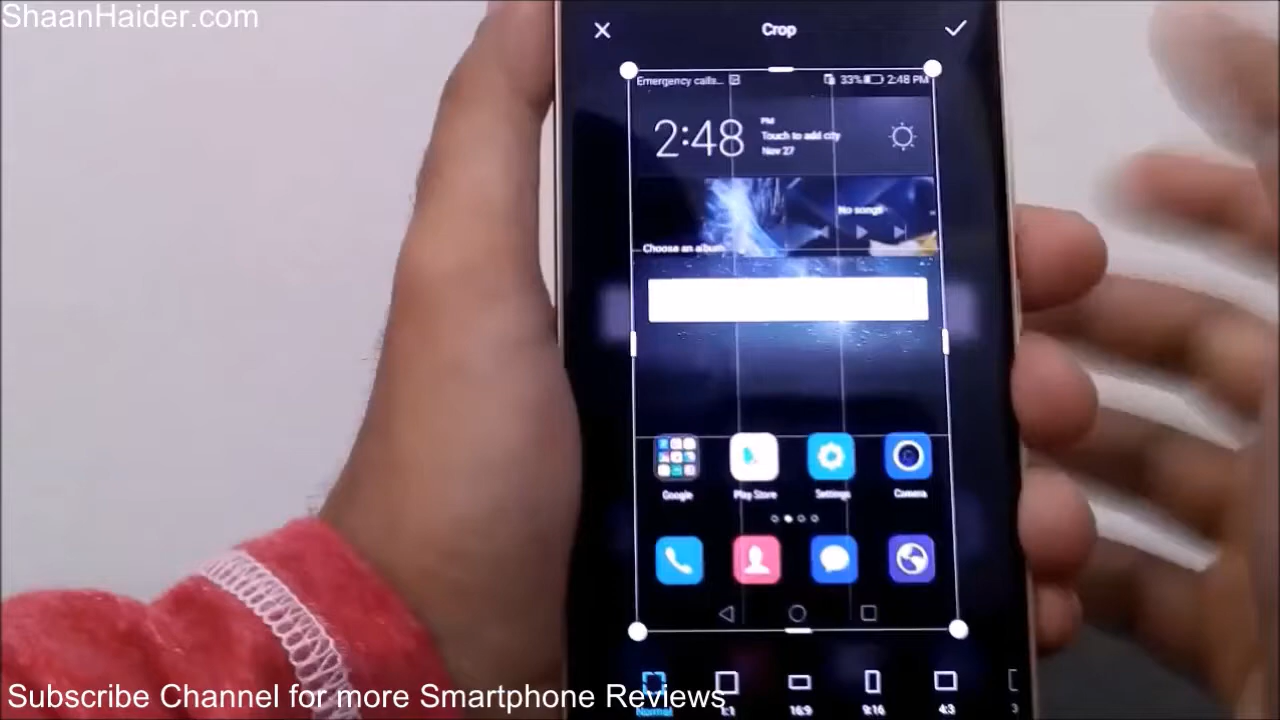 ShaanHaider.com
Crop
Emergency calls... 33% 2:48 PM
2:48 PM
Touch to add city
Nov 27
No songs
Choose an album
Google Play Store Settings Camera
Subscribe Channel for more Smartphone Reviews
Normal 1:1 16:9 9:16 4:3